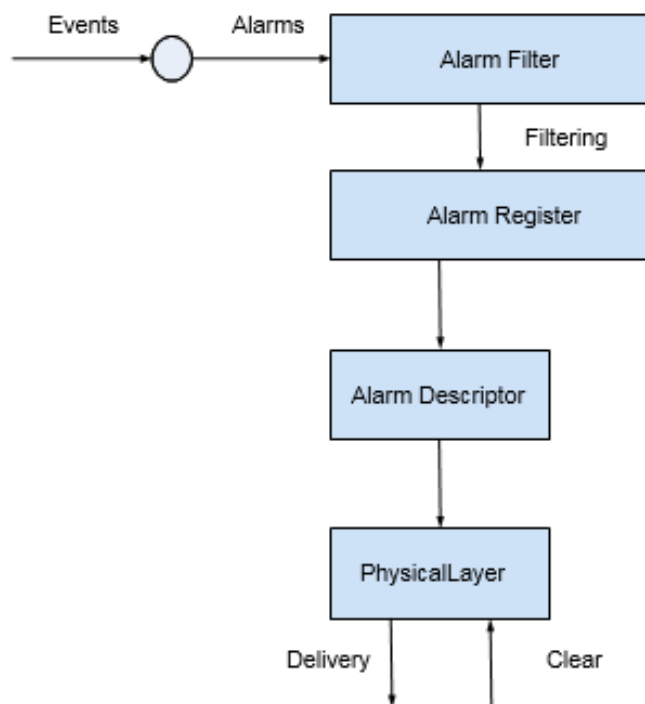 Events
Alarms
Alarm Filter
Filtering
Alarm Register
Alarm Descriptor
PhysicalLayer
Delivery
Clear